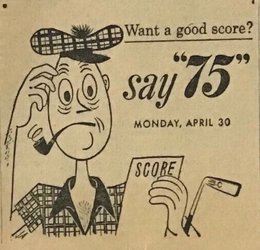 Want a good score?
say "75"
MONDAY, APRIL 30
SCORE